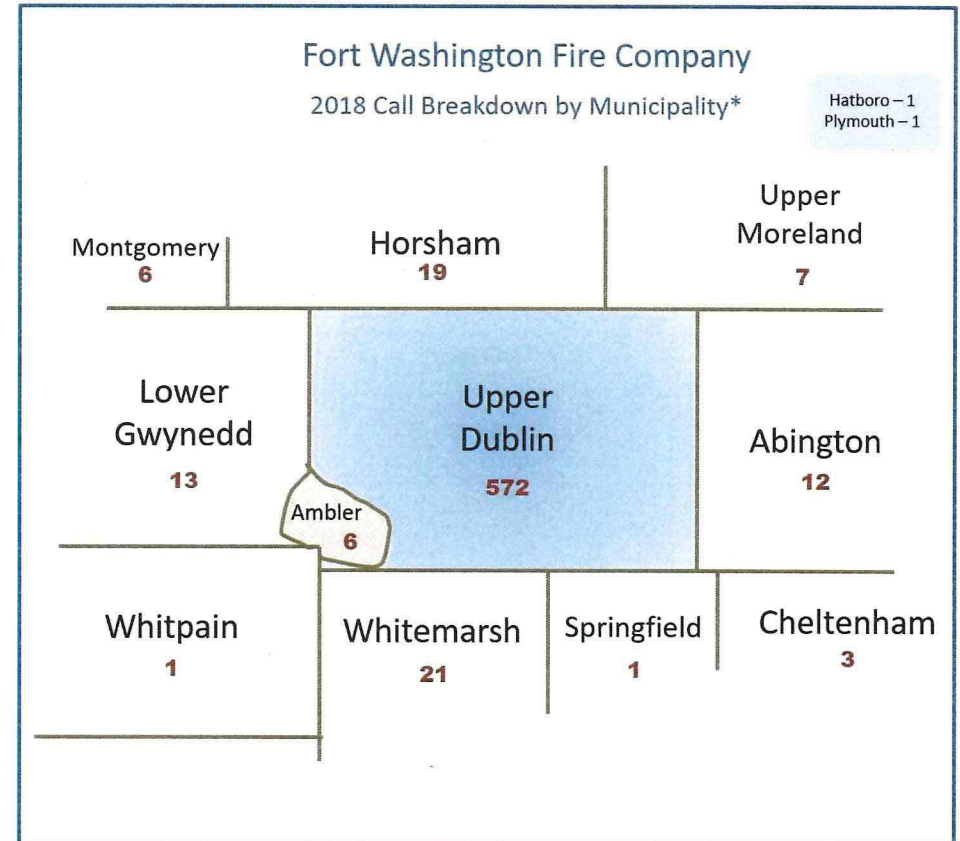 Fort Washington Fire Company
2018 Call Breakdown by Municipality*
Hatboro – 1
Plymouth – 1
Montgomery
6
Horsham
19
Upper
Moreland
7
Lower
Gwynedd
13
Upper
Dublin
572
Abington
12
Ambler
6
Whitpain
1
Whitemarsh
21
Springfield
1
Cheltenham
3